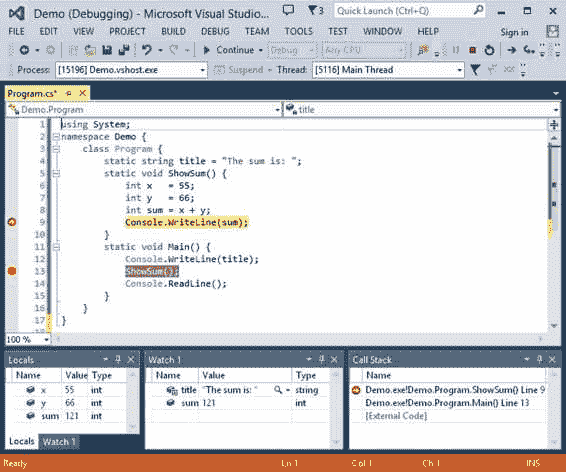 Demo (Debugging) - Microsoft Visual Studio... 3 Quick Launch (Ctrl+Q)
FILE EDIT VIEW PROJECT BUILD DEBUG TEAM TOOLS TEST WINDOW HELP Sign in
Continue Debug Any CPU
Process: [15196] Demo.vshost.exe Suspend Thread: [5116] Main Thread
Program.cs*
Demo.Program title
1 using System;
2 namespace Demo {
3 class Program {
4 static string title = "The sum is: ";
5 static void ShowSum() {
6 int x = 55;
7 int y = 66;
8 int sum = x + y;
9 Console.WriteLine(sum);
10 }
11 static void Main() {
12 Console.WriteLine(title);
13 ShowSum();
14 Console.ReadLine();
15 }
16 }
17 }
100 %
Locals
Name Value Type
x 55 int
y 66 int
sum 121 int
Locals Watch 1
Watch 1
Name Value Type
title "The sum is: " string
sum 121 int
Call Stack
Name
Demo.exe!Demo.Program.ShowSum() Line 9
Demo.exe!Demo.Program.Main() Line 13
[External Code]
Ready Ln 1 Col 1 Ch 1 INS